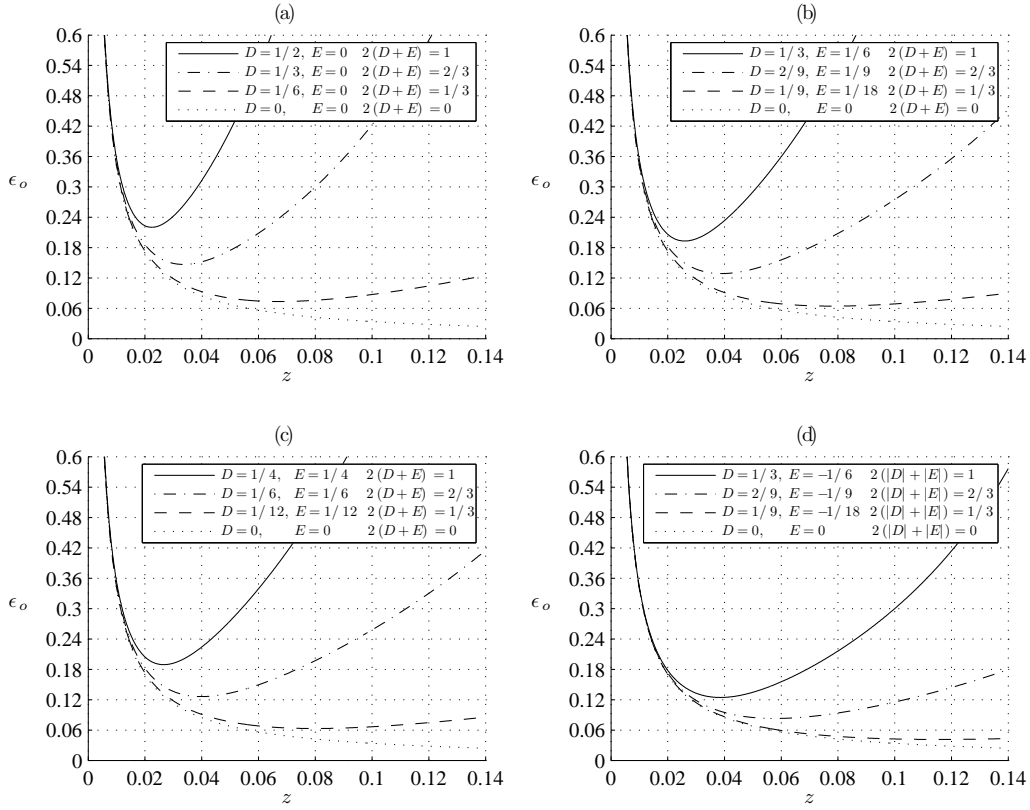 (a)
0.6
0.54
0.48
0.42
0.36
0.3
0.24
0.18
0.12
0.06
0
ϵo
D = 1/2, E = 0 2(D+E) = 1
D = 1/3, E = 0 2(D+E) = 2/3
D = 1/6, E = 0 2(D+E) = 1/3
D = 0, E = 0 2(D+E) = 0
0 0.02 0.04 0.06 0.08 0.1 0.12 0.14
z
(b)
0.6
0.54
0.48
0.42
0.36
0.3
0.24
0.18
0.12
0.06
0
ϵo
D = 1/3, E = 1/6 2(D+E) = 1
D = 2/9, E = 1/9 2(D+E) = 2/3
D = 1/9, E = 1/18 2(D+E) = 1/3
D = 0, E = 0 2(D+E) = 0
0 0.02 0.04 0.06 0.08 0.1 0.12 0.14
z
(c)
0.6
0.54
0.48
0.42
0.36
0.3
0.24
0.18
0.12
0.06
0
ϵo
D = 1/4, E = 1/4 2(D+E) = 1
D = 1/6, E = 1/6 2(D+E) = 2/3
D = 1/12, E = 1/12 2(D+E) = 1/3
D = 0, E = 0 2(D+E) = 0
0 0.02 0.04 0.06 0.08 0.1 0.12 0.14
z
(d)
0.6
0.54
0.48
0.42
0.36
0.3
0.24
0.18
0.12
0.06
0
ϵo
D = 1/3, E = −1/6 2(|D|+|E|) = 1
D = 2/9, E = −1/9 2(|D|+|E|) = 2/3
D = 1/9, E = −1/18 2(|D|+|E|) = 1/3
D = 0, E = 0 2(|D|+|E|) = 0
0 0.02 0.04 0.06 0.08 0.1 0.12 0.14
z